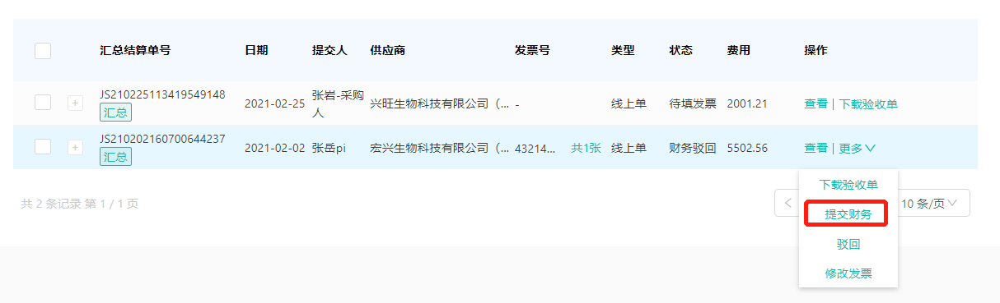 汇总结算单号 日期 提交人 供应商 发票号 类型 状态 费用 操作
JS210225113419549148
汇总
2021-02-25
张岩-采购
人
兴旺生物科技有限公司（...
-
线上单
待填发票
2001.21
查看 | 下载验收单
JS210202160700644237
汇总
2021-02-02
张岳pi
宏兴生物科技有限公司（...
43214...
共1张
线上单
财务驳回
5502.56
查看 | 更多
共 2 条记录 第 1 / 1 页
10 条/页
下载验收单
提交财务
驳回
修改发票